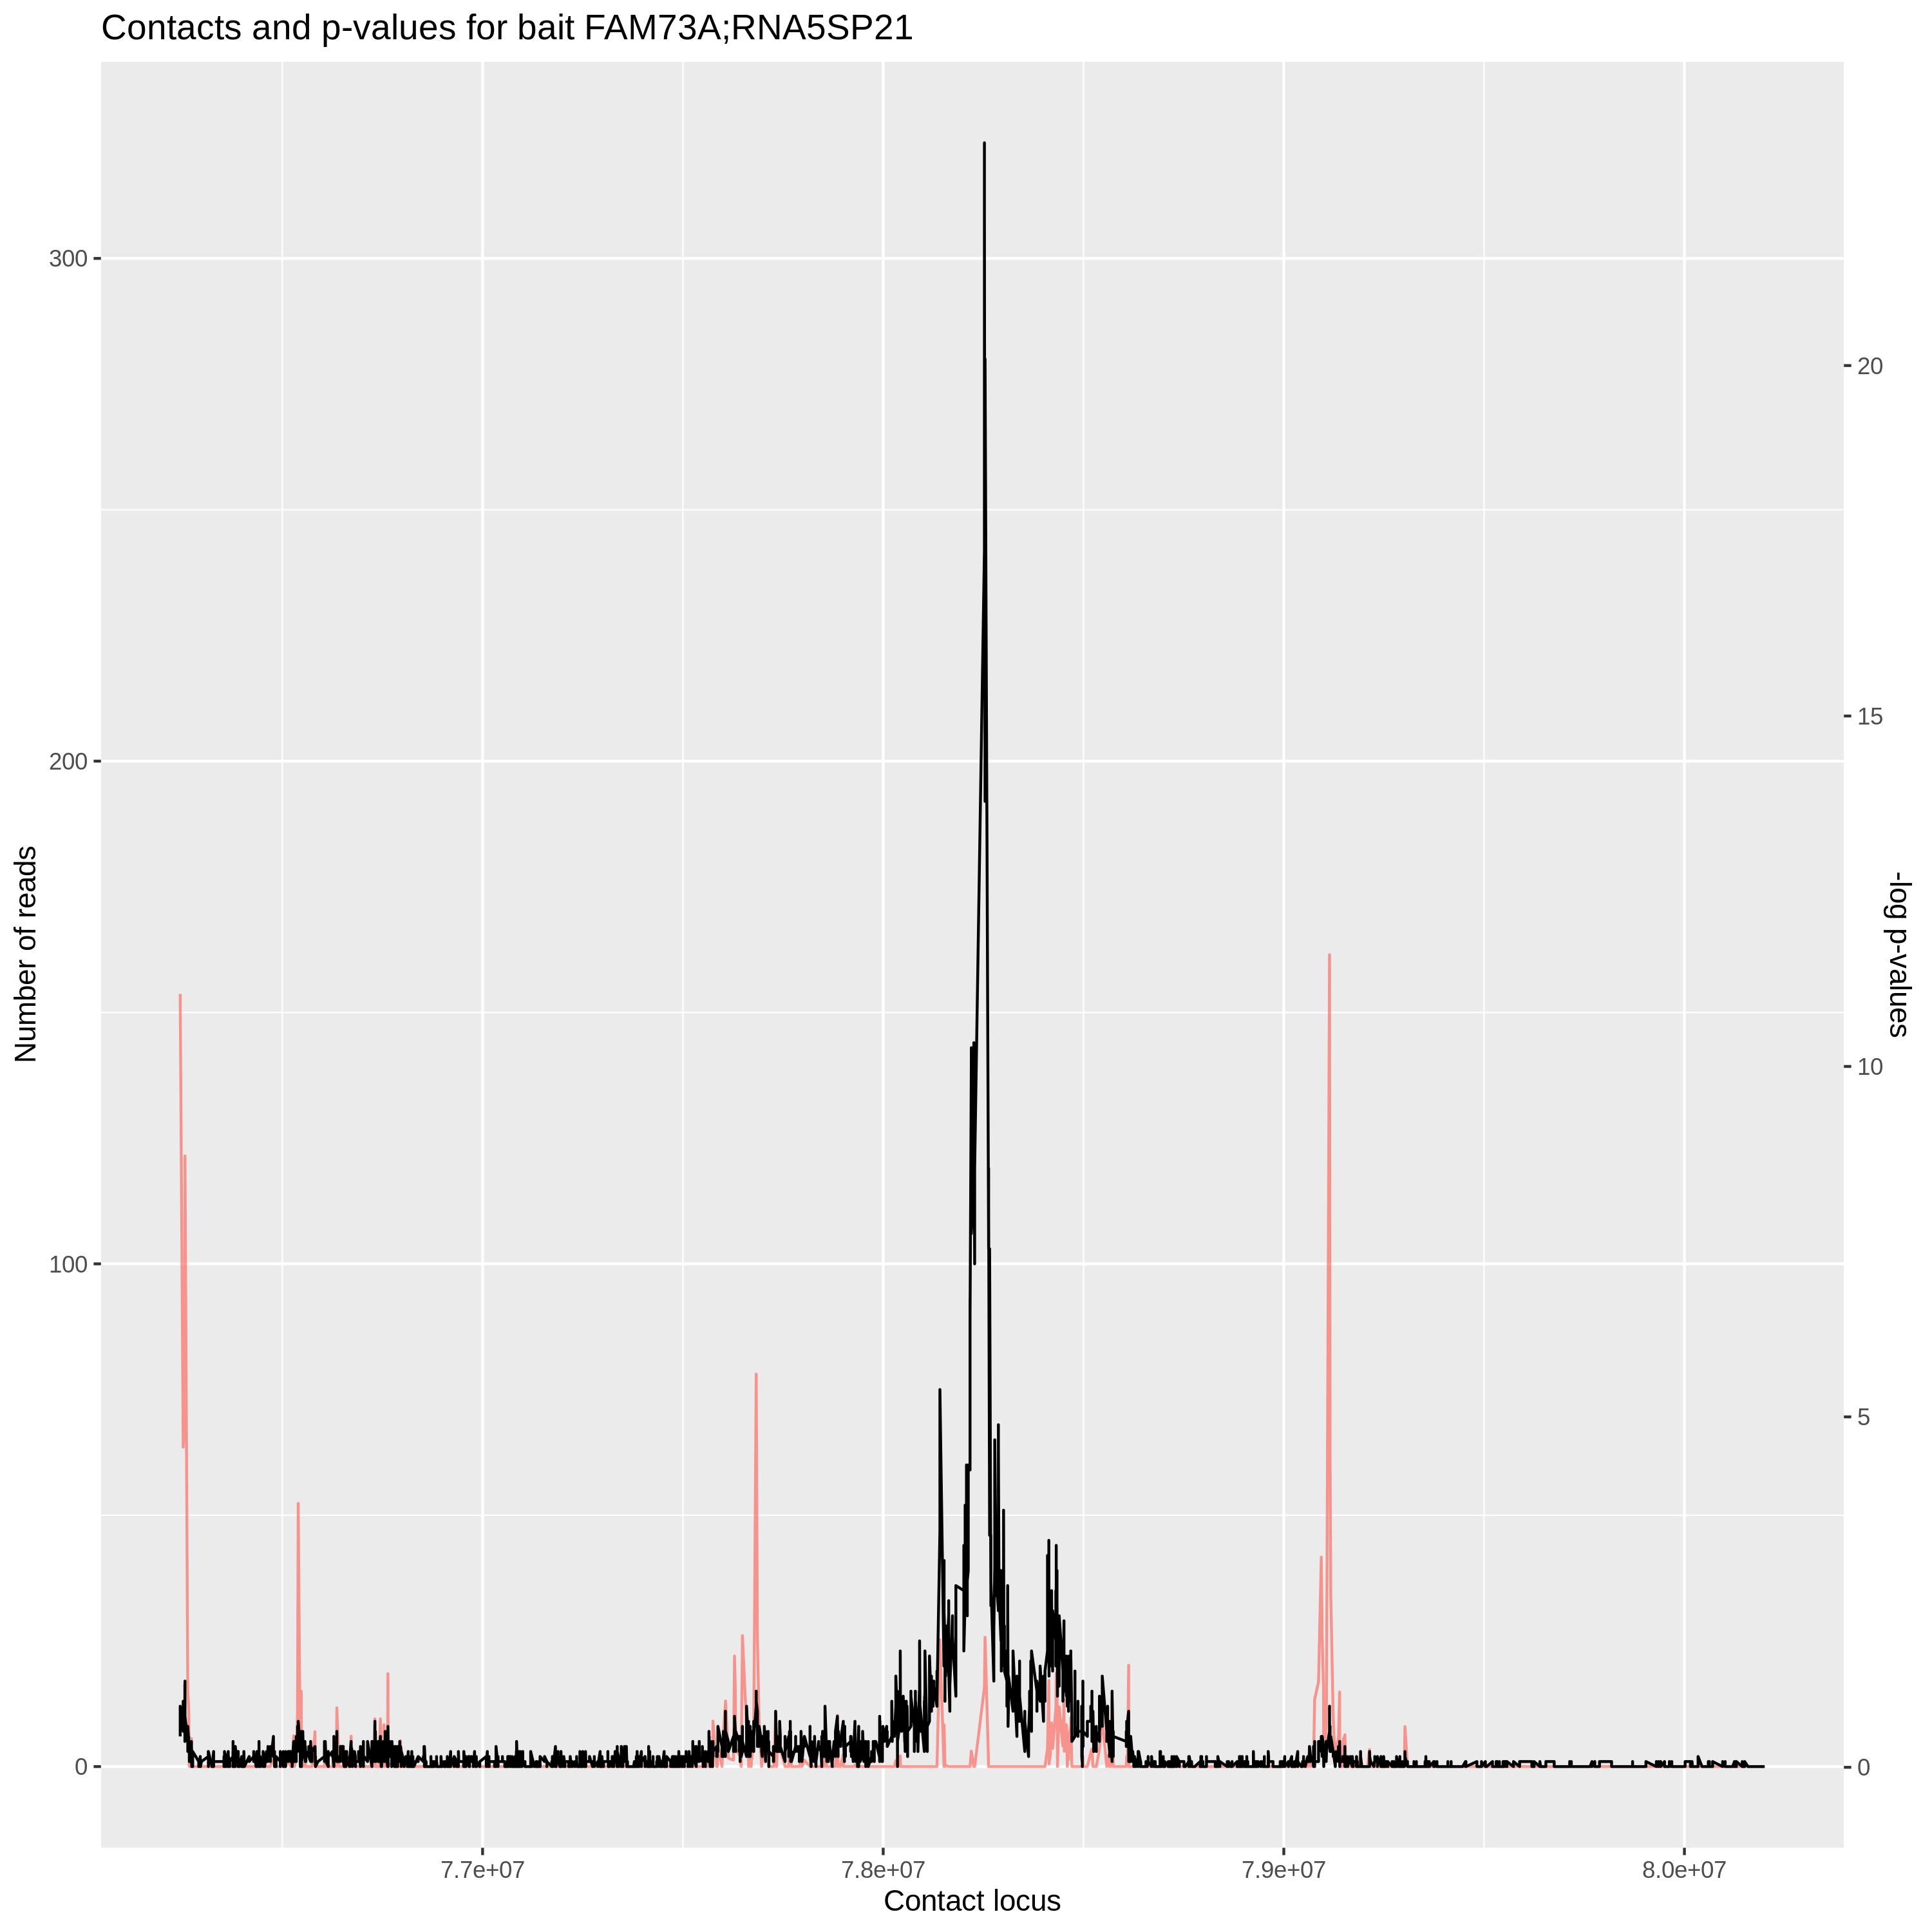 Contacts and p-values for bait FAM73A;RNA5SP21
300
200
100
0
Number of reads
20
15
10
5
0
-log p-values
7.7e+07
7.8e+07
7.9e+07
8.0e+07
Contact locus